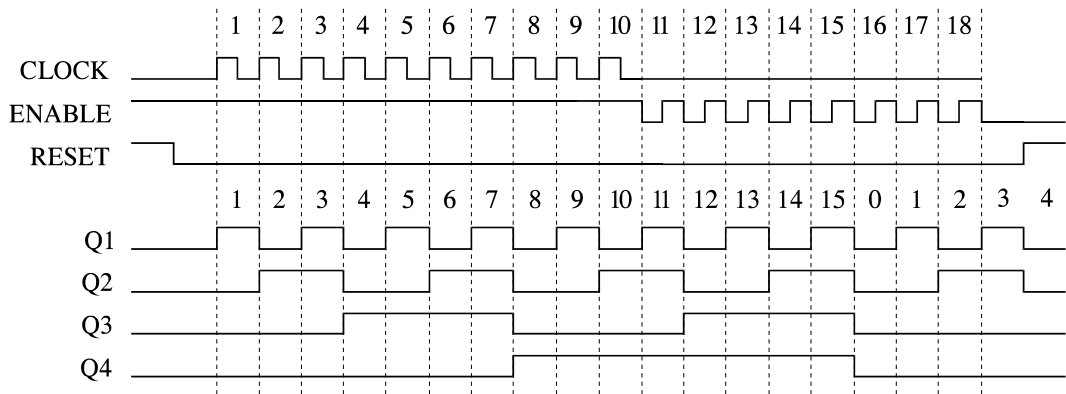 1 2 3 4 5 6 7 8 9 10 11 12 13 14 15 16 17 18
CLOCK
ENABLE
RESET
1 2 3 4 5 6 7 8 9 10 11 12 13 14 15 0 1 2 3 4
Q1
Q2
Q3
Q4